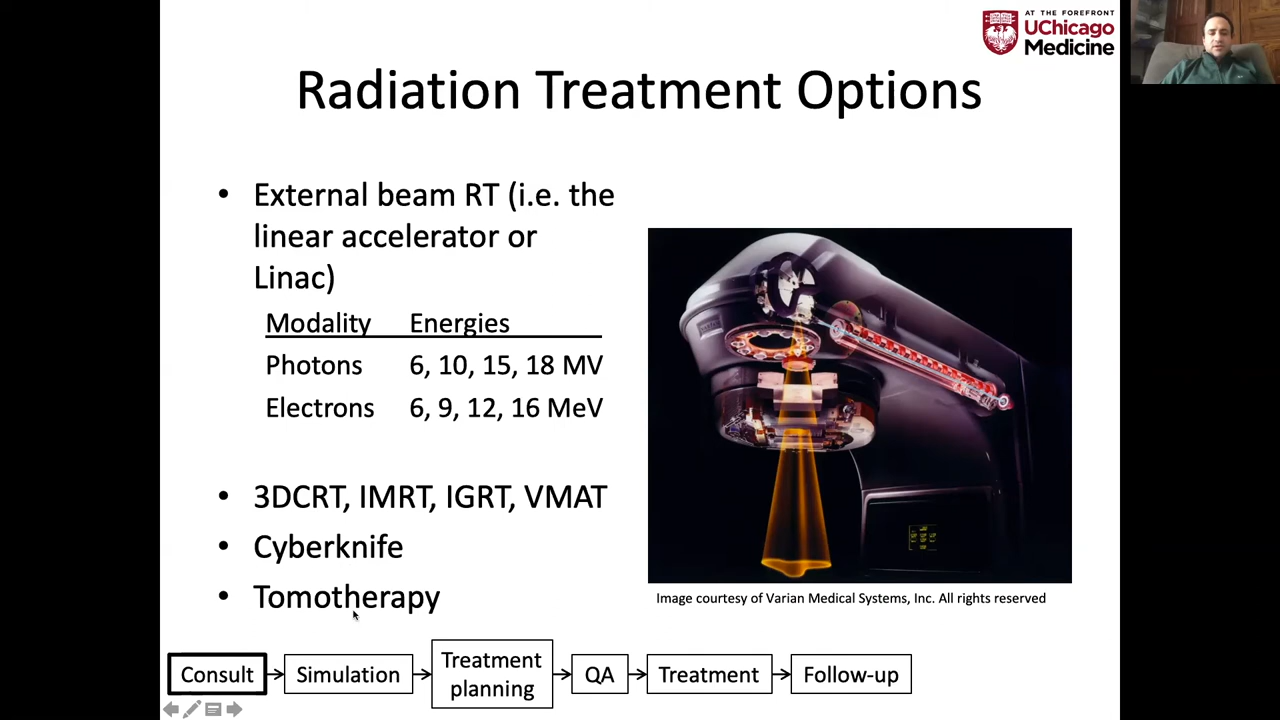 AT THE FOREFRONT
UChicago
Medicine
Radiation Treatment Options
• External beam RT (i.e. the
linear accelerator or
Linac)
Modality Energies
Photons 6, 10, 15, 18 MV
Electrons 6, 9, 12, 16 MeV
• 3DCRT, IMRT, IGRT, VMAT
• Cyberknife
• Tomotherapy
Image courtesy of Varian Medical Systems, Inc. All rights reserved
Consult
Simulation
Treatment
planning
QA
Treatment
Follow-up